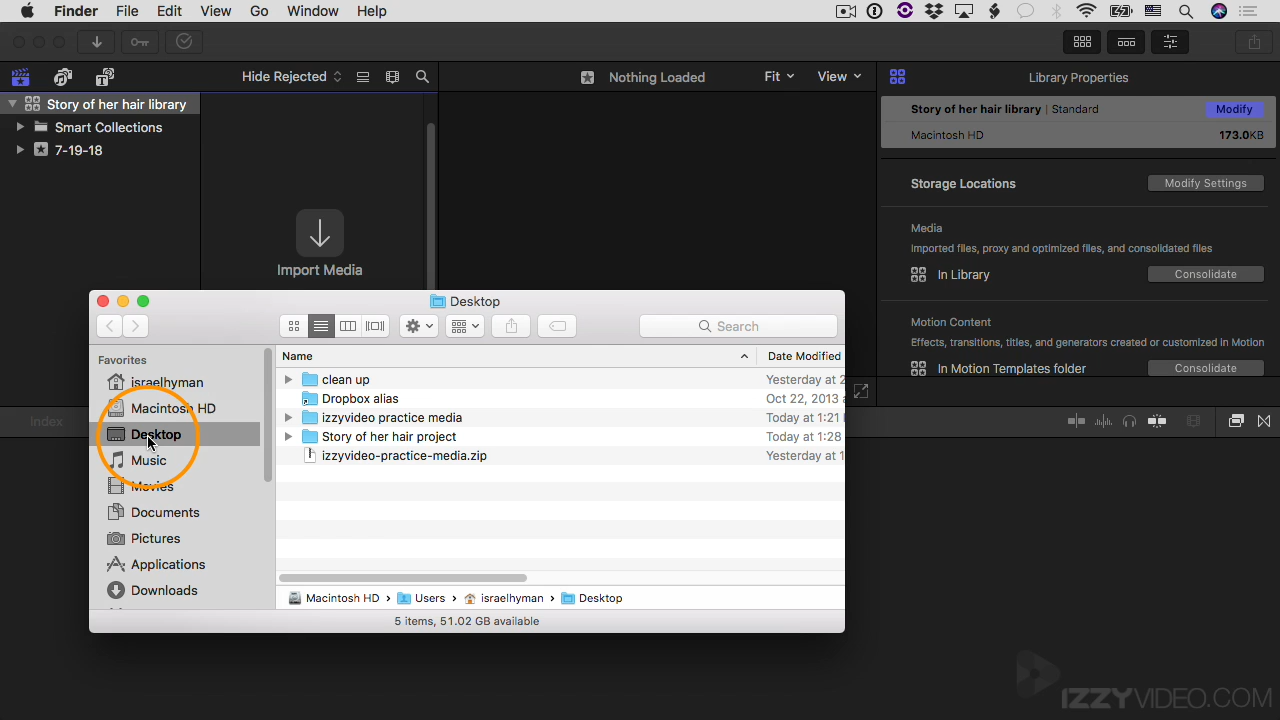 Finder File Edit View Go Window Help
Hide Rejected Nothing Loaded Fit View Library Properties
Story of her hair library
Smart Collections
7-19-18
Import Media
Story of her hair library | Standard Modify
Macintosh HD 173.0KB
Storage Locations Modify Settings
Media
Imported files, proxy and optimized files, and consolidated files
In Library Consolidate
Motion Content
Effects, transitions, titles, and generators created or customized in Motion
In Motion Templates folder Consolidate
Index
Desktop
Search
Favorites
israelhyman
Macintosh HD
Desktop
Music
Movies
Documents
Pictures
Applications
Downloads
Name Date Modified
clean up Yesterday at 2
Dropbox alias Oct 22, 2013
izzyvideo practice media Today at 1:21
Story of her hair project Today at 1:28
izzyvideo-practice-media.zip Yesterday at 1
Macintosh HD › Users › israelhyman › Desktop
5 items, 51.02 GB available
IZZYVIDEO.COM